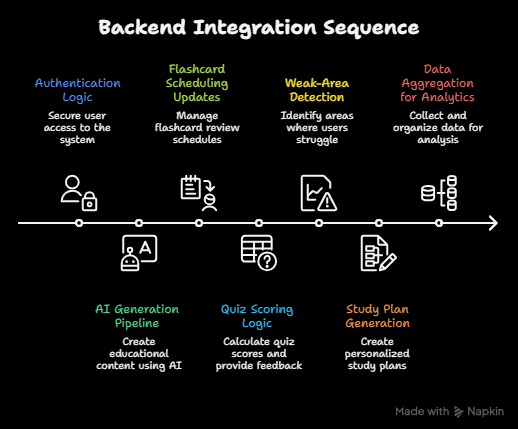 Backend Integration Sequence
Authentication
Logic
Secure user
access to the
system
Flashcard
Scheduling
Updates
Manage
flashcard review
schedules
Weak-Area
Detection
Identify areas
where users
struggle
Data
Aggregation
for Analytics
Collect and
organize data for
analysis
A
?
AI Generation
Pipeline
Create
educational
content using AI
Quiz Scoring
Logic
Calculate quiz
scores and
provide feedback
Study Plan
Generation
Create
personalized
study plans
Made with Napkin